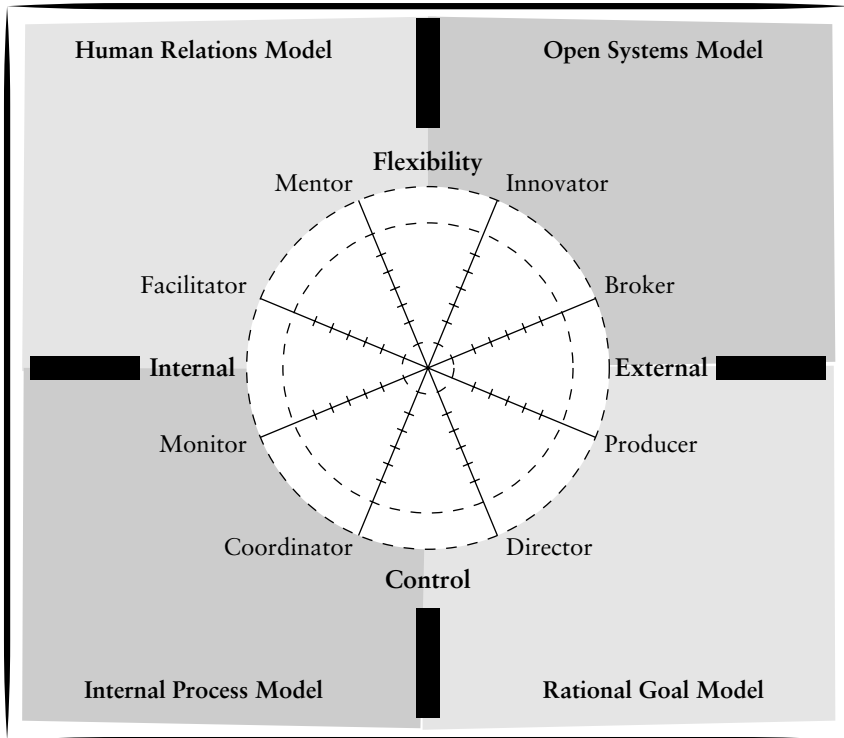 Human Relations Model
Open Systems Model
Flexibility
Mentor
Innovator
Facilitator
Broker
Internal
External
Monitor
Producer
Coordinator
Director
Control
Internal Process Model
Rational Goal Model